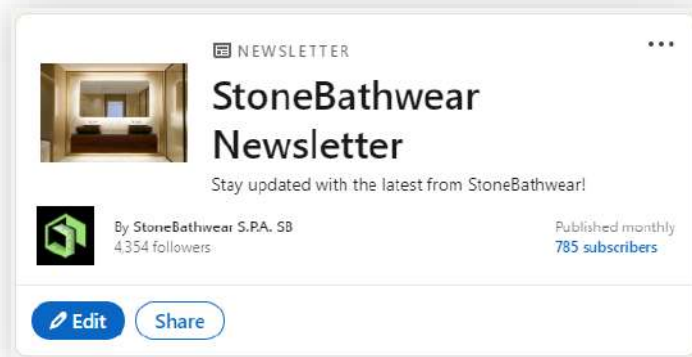 NEWSLETTER
StoneBathwear
Newsletter
Stay updated with the latest from StoneBathwear!
By StoneBathwear S.P.A. SB
4.354 followers
Published monthly
785 subscribers
Edit
Share